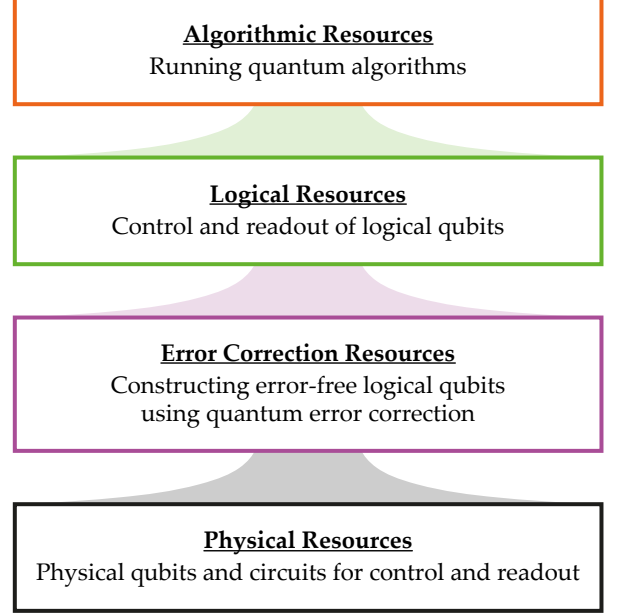 Algorithmic Resources
Running quantum algorithms
Logical Resources
Control and readout of logical qubits
Error Correction Resources
Constructing error-free logical qubits
using quantum error correction
Physical Resources
Physical qubits and circuits for control and readout